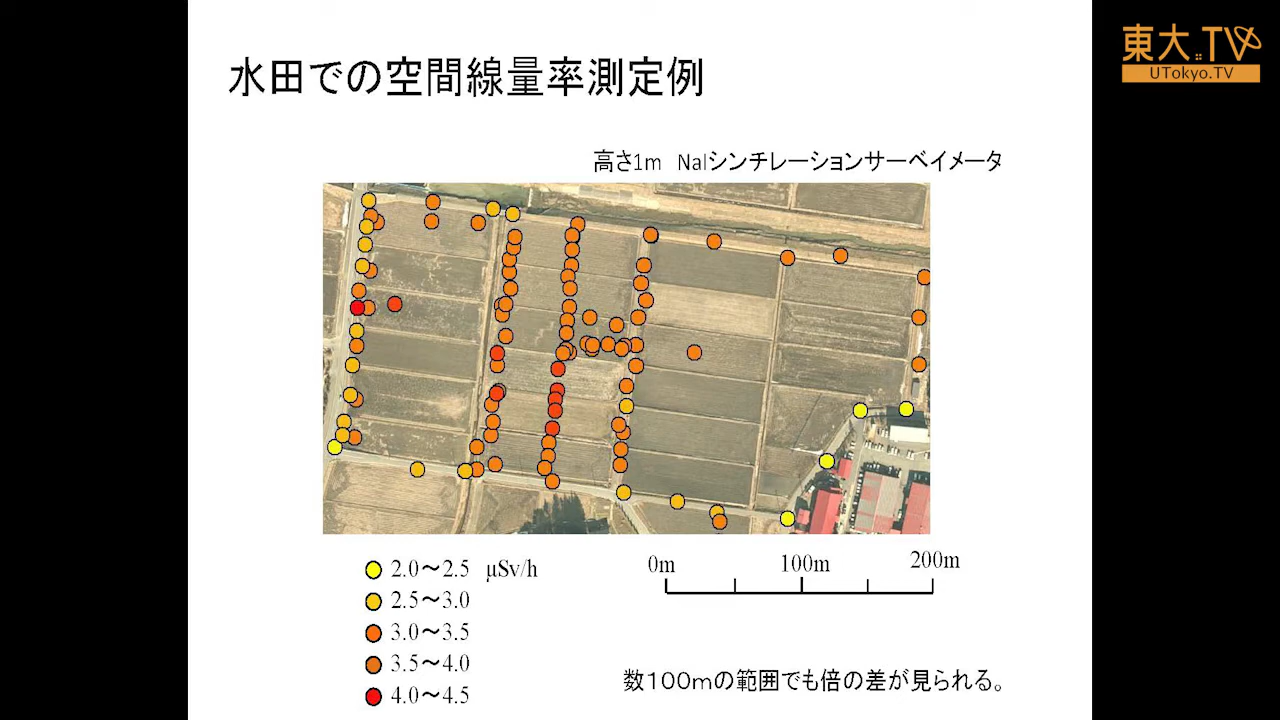 東大.TV
UTokyo.TV
水田での空間線量率測定例
高さ1m NaIシンチレーションサーベイメータ
2.0～2.5 μSv/h
2.5～3.0
3.0～3.5
3.5～4.0
4.0～4.5
0m 100m 200m
数100mの範囲でも倍の差が見られる。